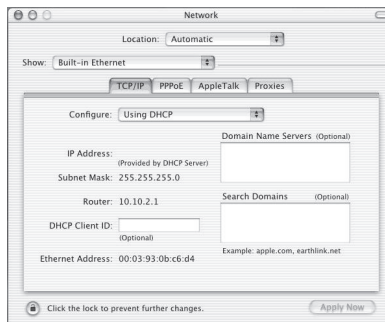 Network
Location: Automatic
Show: Built-in Ethernet
TCP/IP PPPoE AppleTalk Proxies
Configure: Using DHCP
Domain Name Servers (Optional)
IP Address:
(Provided by DHCP Server)
Subnet Mask: 255.255.255.0
Router: 10.10.2.1
Search Domains (Optional)
DHCP Client ID:
(Optional)
Example: apple.com, earthlink.net
Ethernet Address: 00:03:93:0b:c6:d4
Click the lock to prevent further changes.
Apply Now